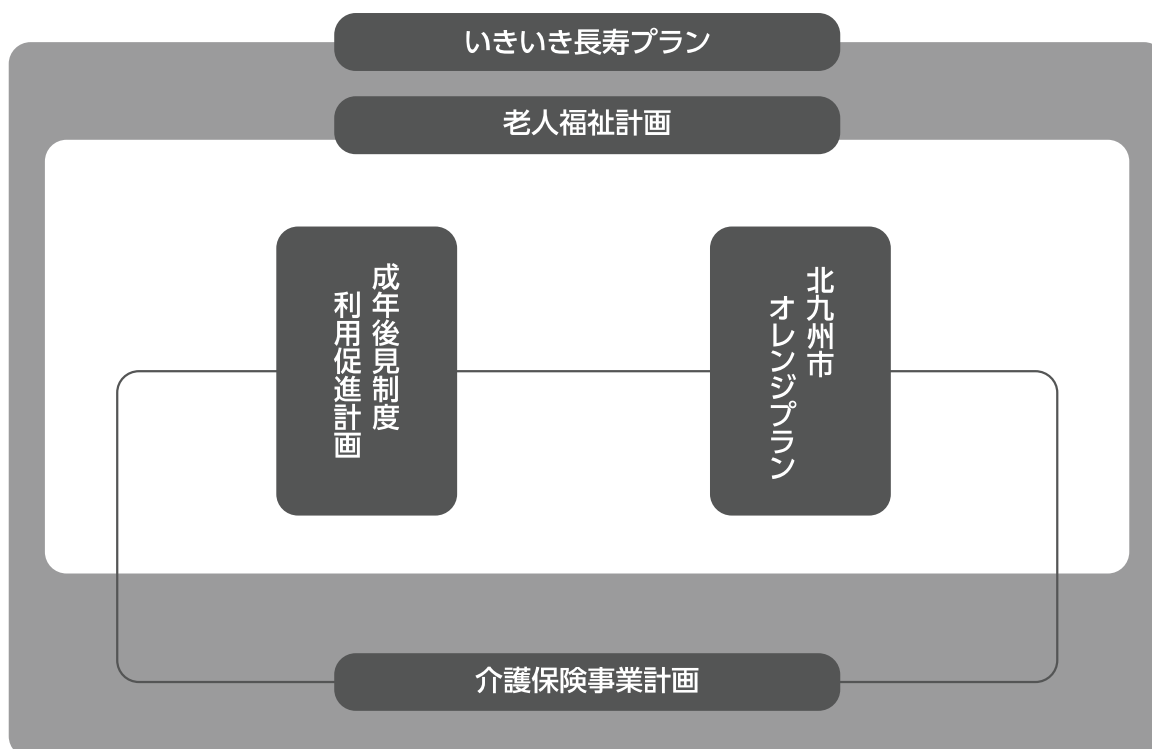 いきいき長寿プラン
老人福祉計画
成年後見制度
利用促進計画
北九州市
オレンジプラン
介護保険事業計画